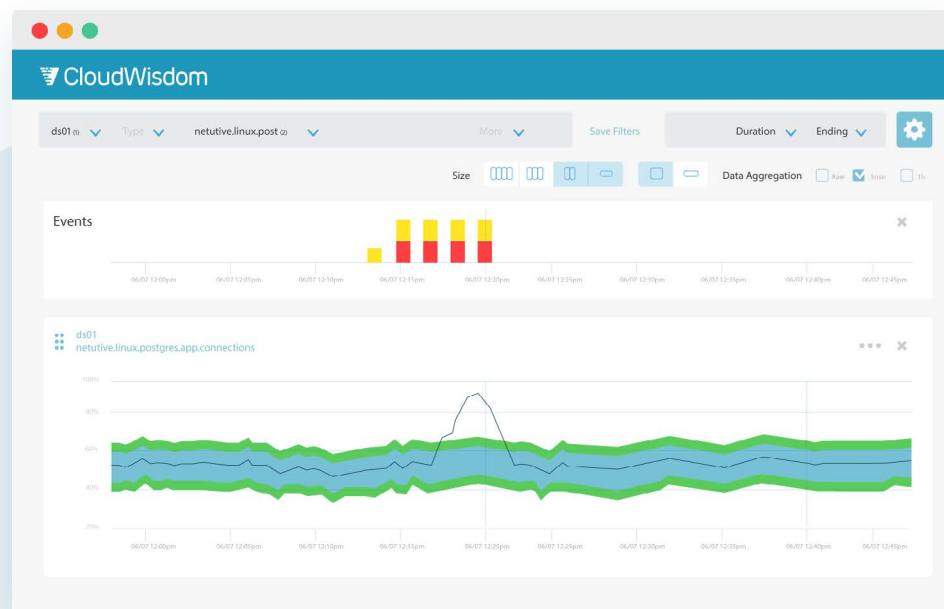 CloudWisdom
ds01 (1) Type netutive.linux.post (2) More Save Filters Duration Ending
Size Data Aggregation Raw 5min 1h
Events
06/07 12:00pm 06/07 12:05pm 06/07 12:10pm 06/07 12:15pm 06/07 12:20pm 06/07 12:25pm 06/07 12:30pm 06/07 12:35pm 06/07 12:40pm 06/07 12:45pm
ds01
netutive.linux.postgres.app.connections
100%
80%
60%
40%
20%
06/07 12:00pm 06/07 12:05pm 06/07 12:10pm 06/07 12:15pm 06/07 12:20pm 06/07 12:25pm 06/07 12:30pm 06/07 12:35pm 06/07 12:40pm 06/07 12:45pm